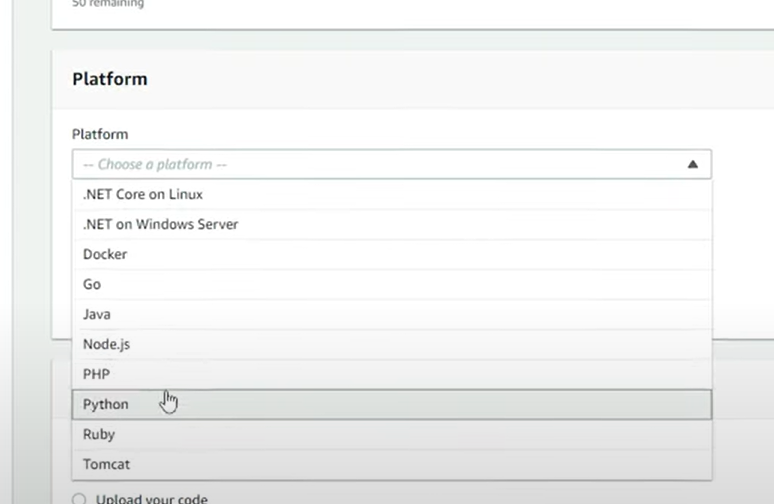 50 remaining
Platform
Platform
-- Choose a platform --
.NET Core on Linux
.NET on Windows Server
Docker
Go
Java
Node.js
PHP
Python
Ruby
Tomcat
Upload your code